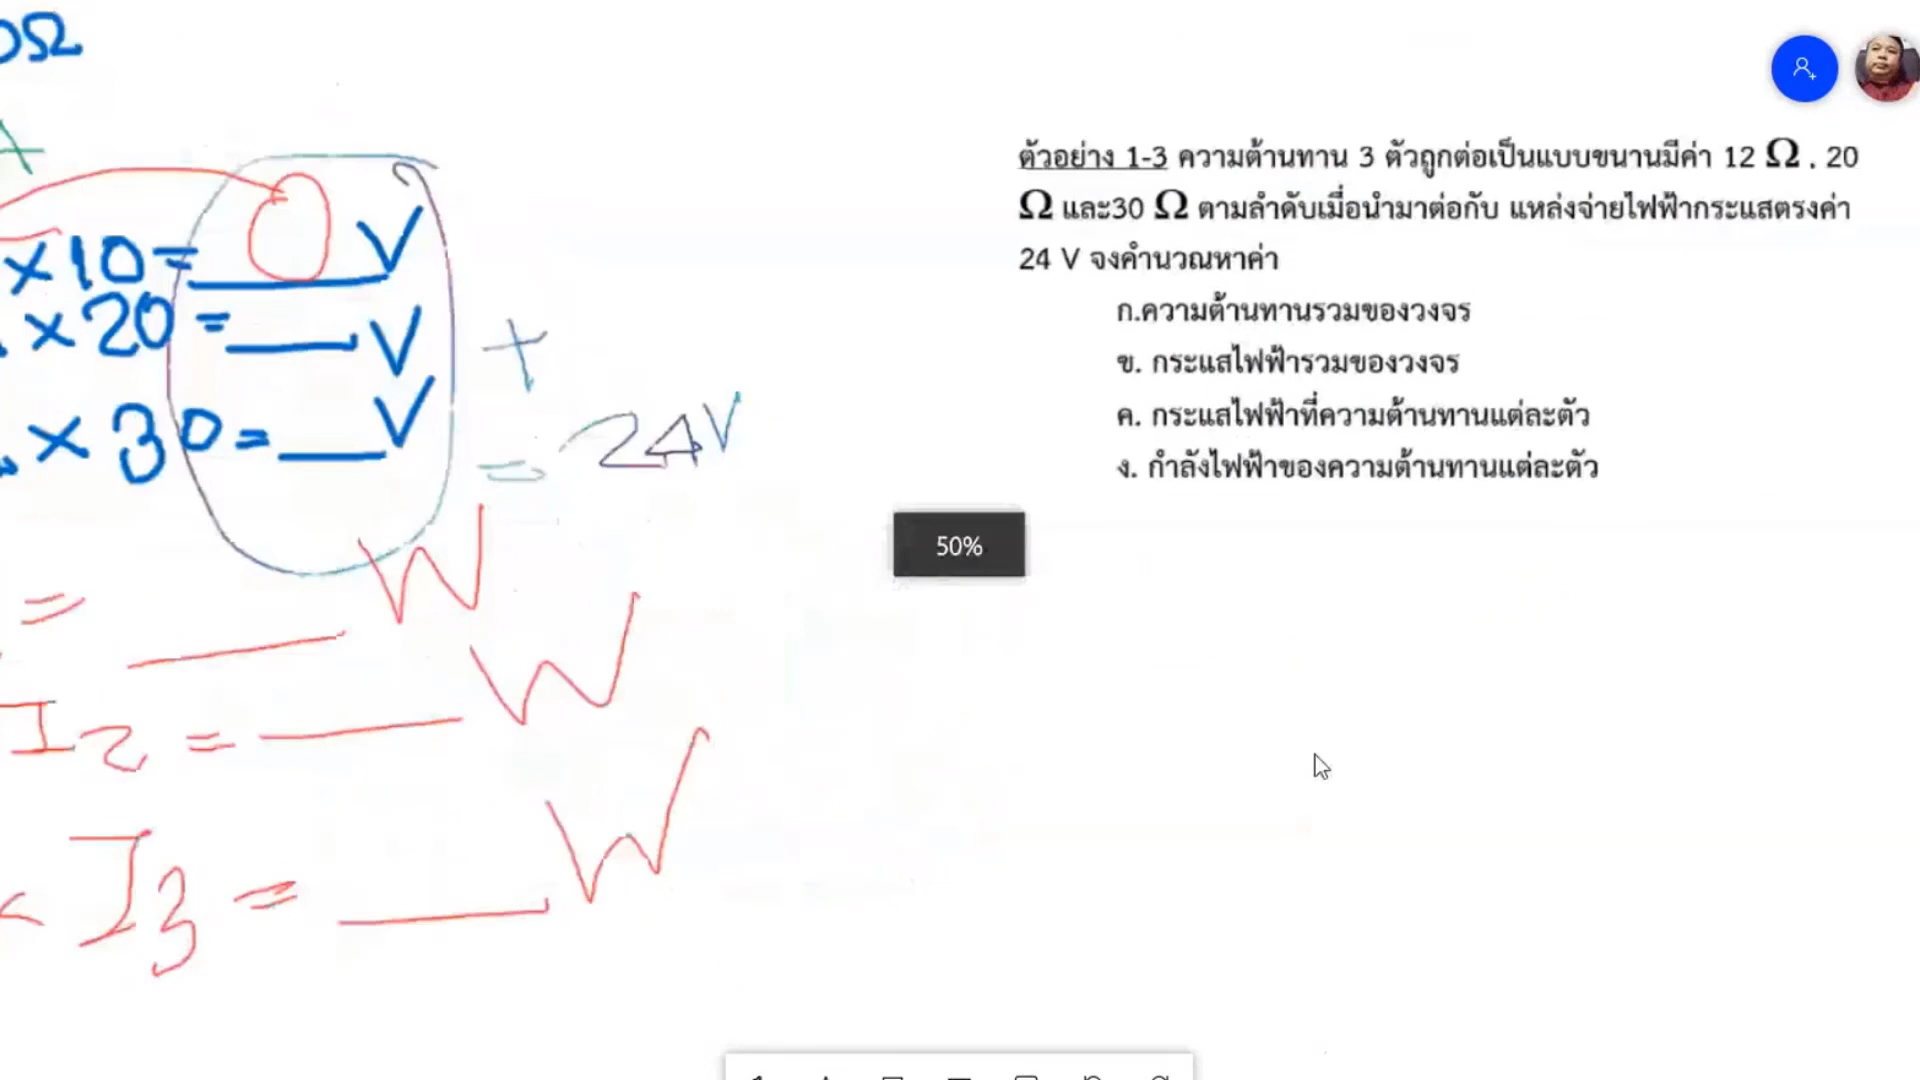 0Ω
×10=____V
×20=____V
×30=____V
+
= 24V
= ____ W
I2 = ____ W
I3 = ____ W
ตัวอย่าง 1-3 ความต้านทาน 3 ตัวถูกต่อเป็นแบบขนานมีค่า 12 Ω , 20
Ω และ30 Ω ตามลำดับเมื่อนำมาต่อกับ แหล่งจ่ายไฟฟ้ากระแสตรงค่า
24 V จงคำนวณหาค่า
ก.ความต้านทานรวมของวงจร
ข. กระแสไฟฟ้ารวมของวงจร
ค. กระแสไฟฟ้าที่ความต้านทานแต่ละตัว
ง. กำลังไฟฟ้าของความต้านทานแต่ละตัว
50%